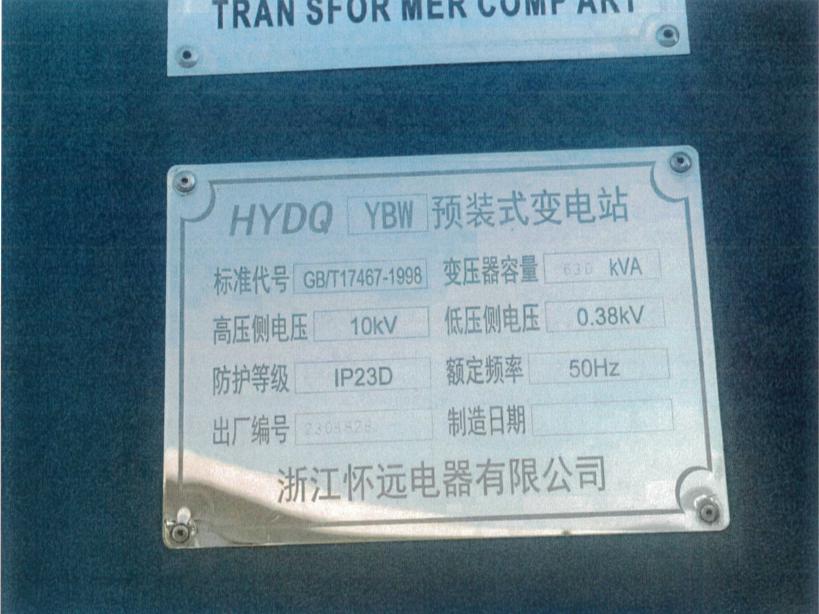 TRAN SFOR MER COMP ART
HYDQ YBW 预装式变电站
标准代号 GB/T17467-1998 变压器容量 630 kVA
高压侧电压 10kV 低压侧电压 0.38kV
防护等级 IP23D 额定频率 50Hz
出厂编号 制造日期
浙江怀远电器有限公司